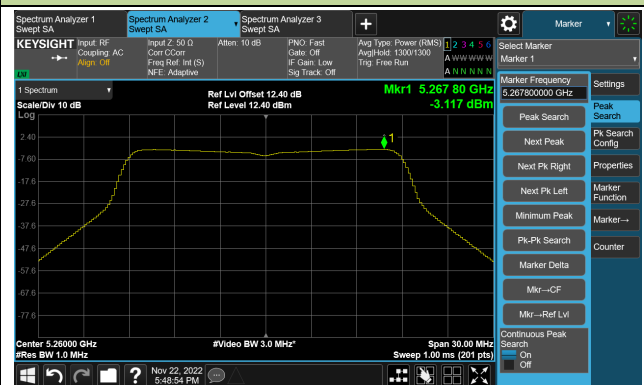 Spectrum Analyzer 1
Swept SA
Spectrum Analyzer 2
Swept SA
Spectrum Analyzer 3
Swept SA
+
Marker
KEYSIGHT
Input: RF
Coupling: AC
Align: Off
Input Z: 50 Ω
Corr CCorr
Freq Ref: Int (S)
NFE: Adaptive
Atten: 10 dB
PNO: Fast
Gate: Off
IF Gain: Low
Sig Track: Off
Avg Type: Power (RMS)
Avg|Hold: 1300/1300
Trig: Free Run
1 2 3 4 5 6
A W W W W W
A N N N N N
LXI
Select Marker
Marker 1
1 Spectrum
Scale/Div 10 dB
Log
Ref Lvl Offset 12.40 dB
Ref Level 12.40 dBm
Mkr1 5.267 80 GHz
-3.117 dBm
1
2.40
-7.60
-17.6
-27.6
-37.6
-47.6
-57.6
-67.6
-77.6
Center 5.26000 GHz
#Res BW 1.0 MHz
#Video BW 3.0 MHz*
Span 30.00 MHz
Sweep 1.00 ms (201 pts)
Marker Frequency
5.267800000 GHz
Peak Search
Next Peak
Next Pk Right
Next Pk Left
Minimum Peak
Pk-Pk Search
Marker Delta
Mkr→CF
Mkr→Ref Lvl
Continuous Peak
Search
On
Off
Settings
Peak
Search
Pk Search
Config
Properties
Marker
Function
Marker→
Counter
?
Nov 22, 2022
5:48:54 PM